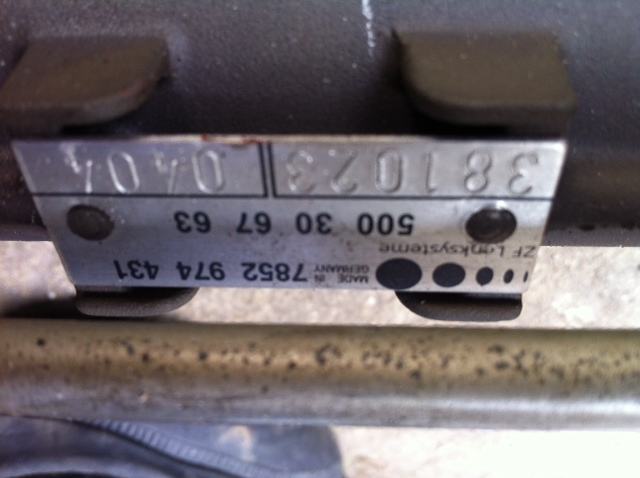 MADE IN GERMANY 7852 974 431
ZF Lenksysteme
500 30 67 63
381023 0404